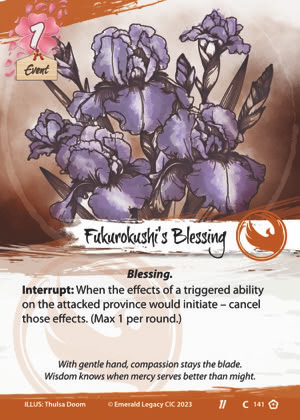 1
Event
Fukurokushi's Blessing
Blessing.
Interrupt: When the effects of a triggered ability
on the attacked province would initiate – cancel
those effects. (Max 1 per round.)
With gentle hand, compassion stays the blade.
Wisdom knows when mercy serves better than might.
ILLUS: Thulsa Doom © Emerald Legacy CIC 2023 C 141